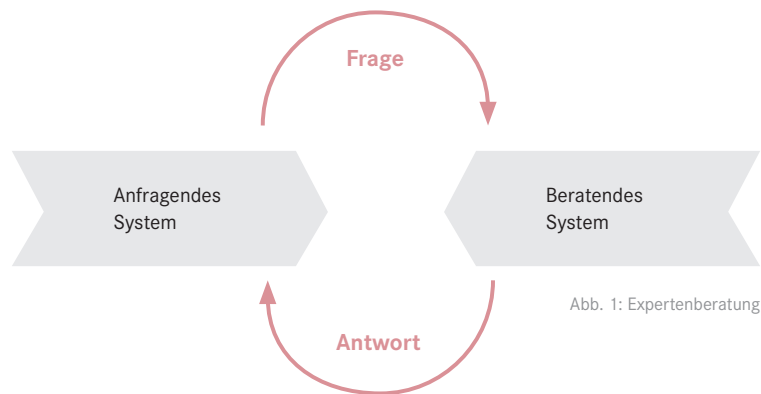 Frage
Anfragendes
System
Beratendes
System
Abb. 1: Expertenberatung
Antwort